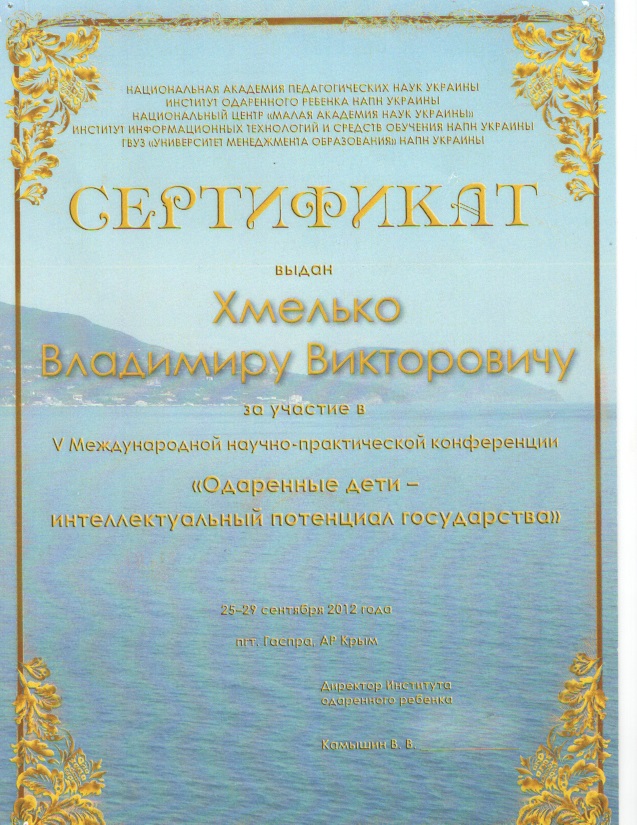 НАЦИОНАЛЬНАЯ АКАДЕМИЯ ПЕДАГОГИЧЕСКИХ НАУК УКРАИНЫ
ИНСТИТУТ ОДАРЕННОГО РЕБЕНКА НАПН УКРАИНЫ
НАЦИОНАЛЬНЫЙ ЦЕНТР «МАЛАЯ АКАДЕМИЯ НАУК УКРАИНЫ»
ИНСТИТУТ ИНФОРМАЦИОННЫХ ТЕХНОЛОГИЙ И СРЕДСТВ ОБУЧЕНИЯ НАПН УКРАИНЫ
ГВУЗ «УНИВЕРСИТЕТ МЕНЕДЖМЕНТА ОБРАЗОВАНИЯ» НАПН УКРАИНЫ
СЕРТИФИКАТ
выдан
Хмелько
Владимиру Викторовичу
за участие в
V Международной научно-практической конференции
«Одаренные дети –
интеллектуальный потенциал государства»
25-29 сентября 2012 года
пгт. Гаспра, АР Крым
Директор Института
одаренного ребенка
Камышин В. В.